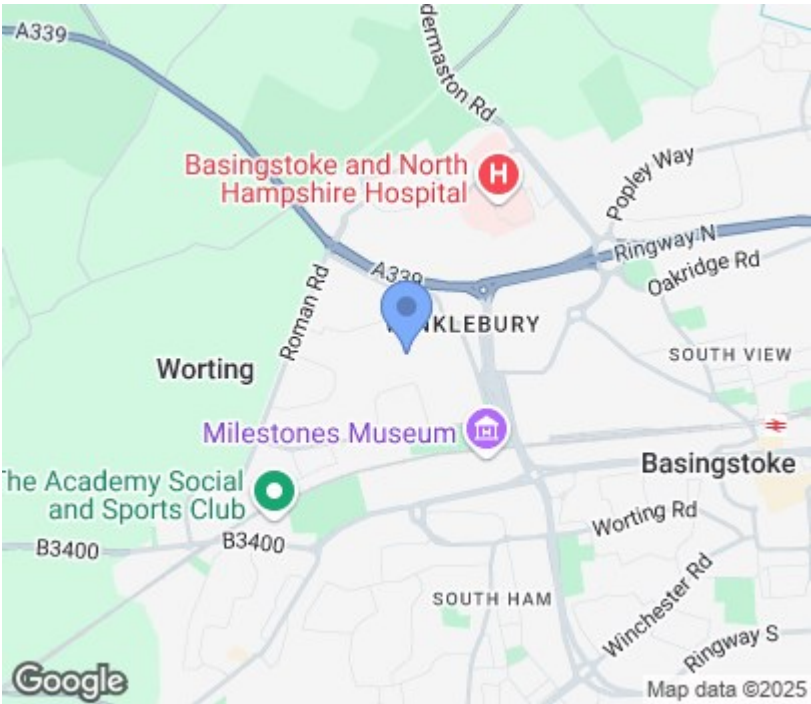 A339
dermaston Rd
Basingstoke and North
Hampshire Hospital
H
Popley Way
Ringway N
Oakridge Rd
A339
Roman Rd
NKLEBURY
SOUTH VIEW
Worting
Milestones Museum
Basingstoke
The Academy Social
and Sports Club
Worting Rd
B3400
B3400
Winchester Rd
SOUTH HAM
Ringway S
Google
Map data ©2025